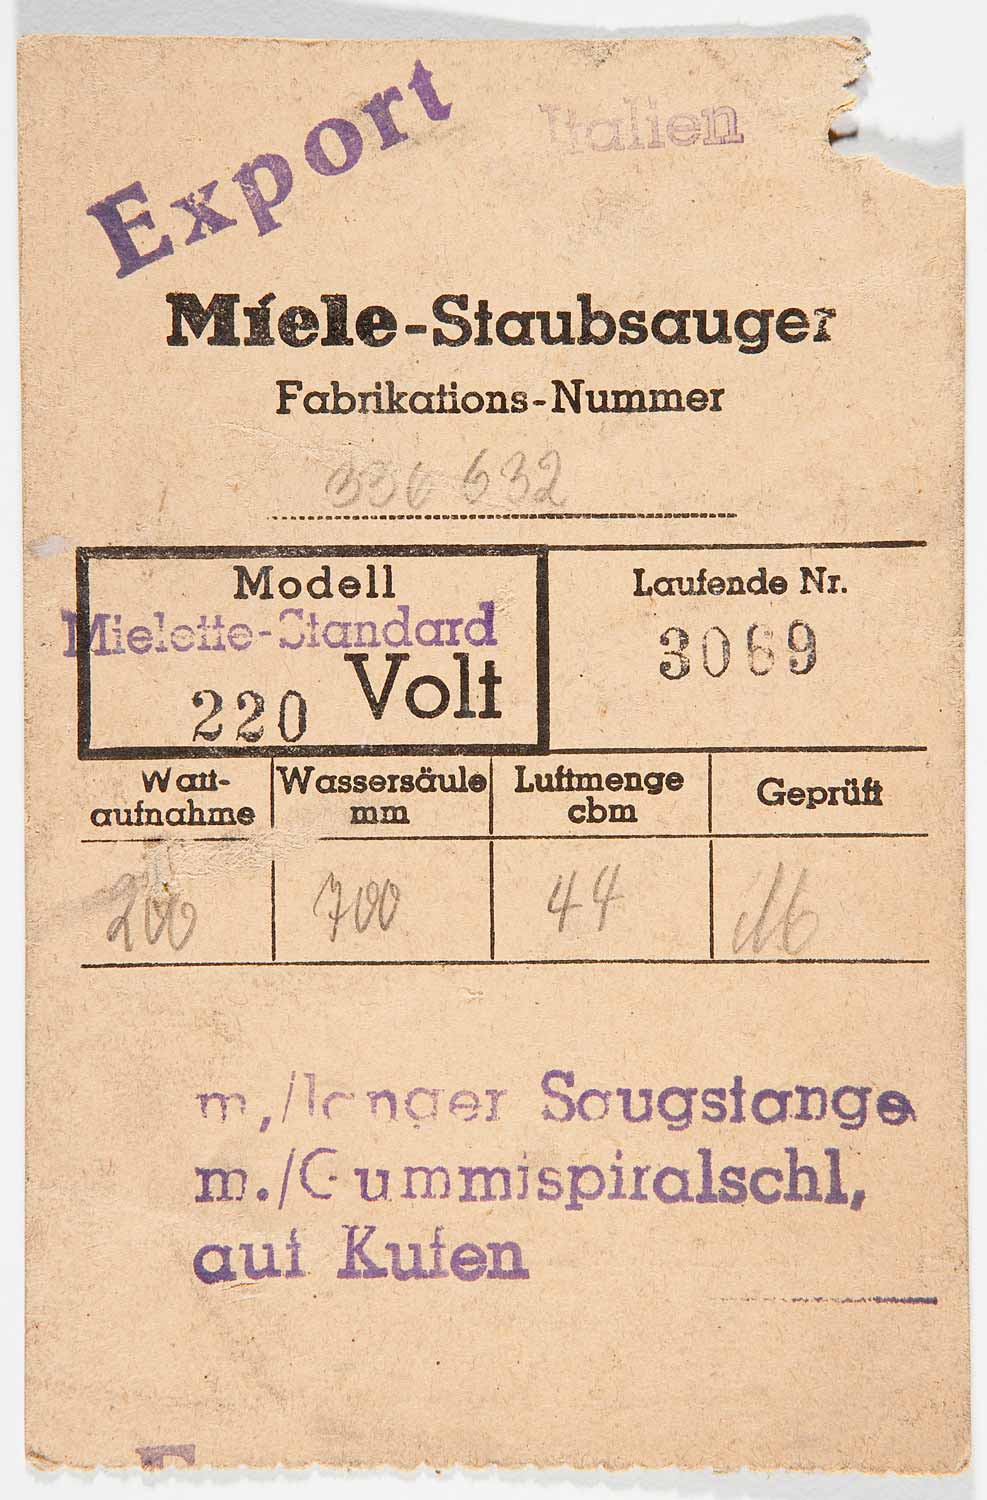 Export
Italien
Miele-Staubsauger
Fabrikations-Nummer
336 632
Modell
Mielette-Standard
220 Volt
Laufende Nr.
3069
Watt-
aufnahme
Wassersäule
mm
Luftmenge
cbm
Geprüft
200
700
44
m,/langer Saugstange
m./Gummispiralschl,
auf Kufen